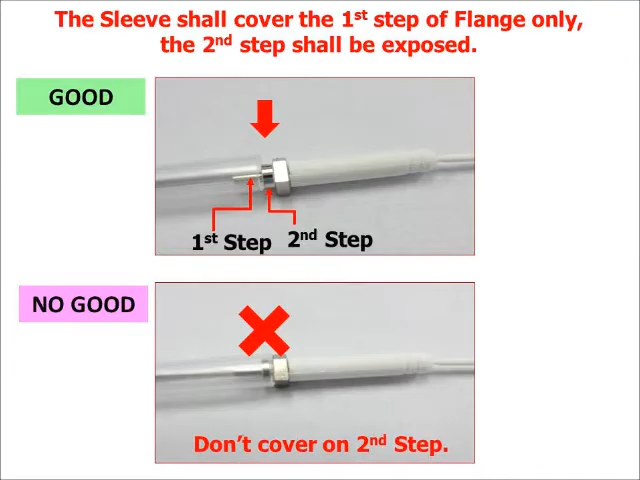 The Sleeve shall cover the 1st step of Flange only,
the 2nd step shall be exposed.
GOOD
1st Step 2nd Step
NO GOOD
Don't cover on 2nd Step.